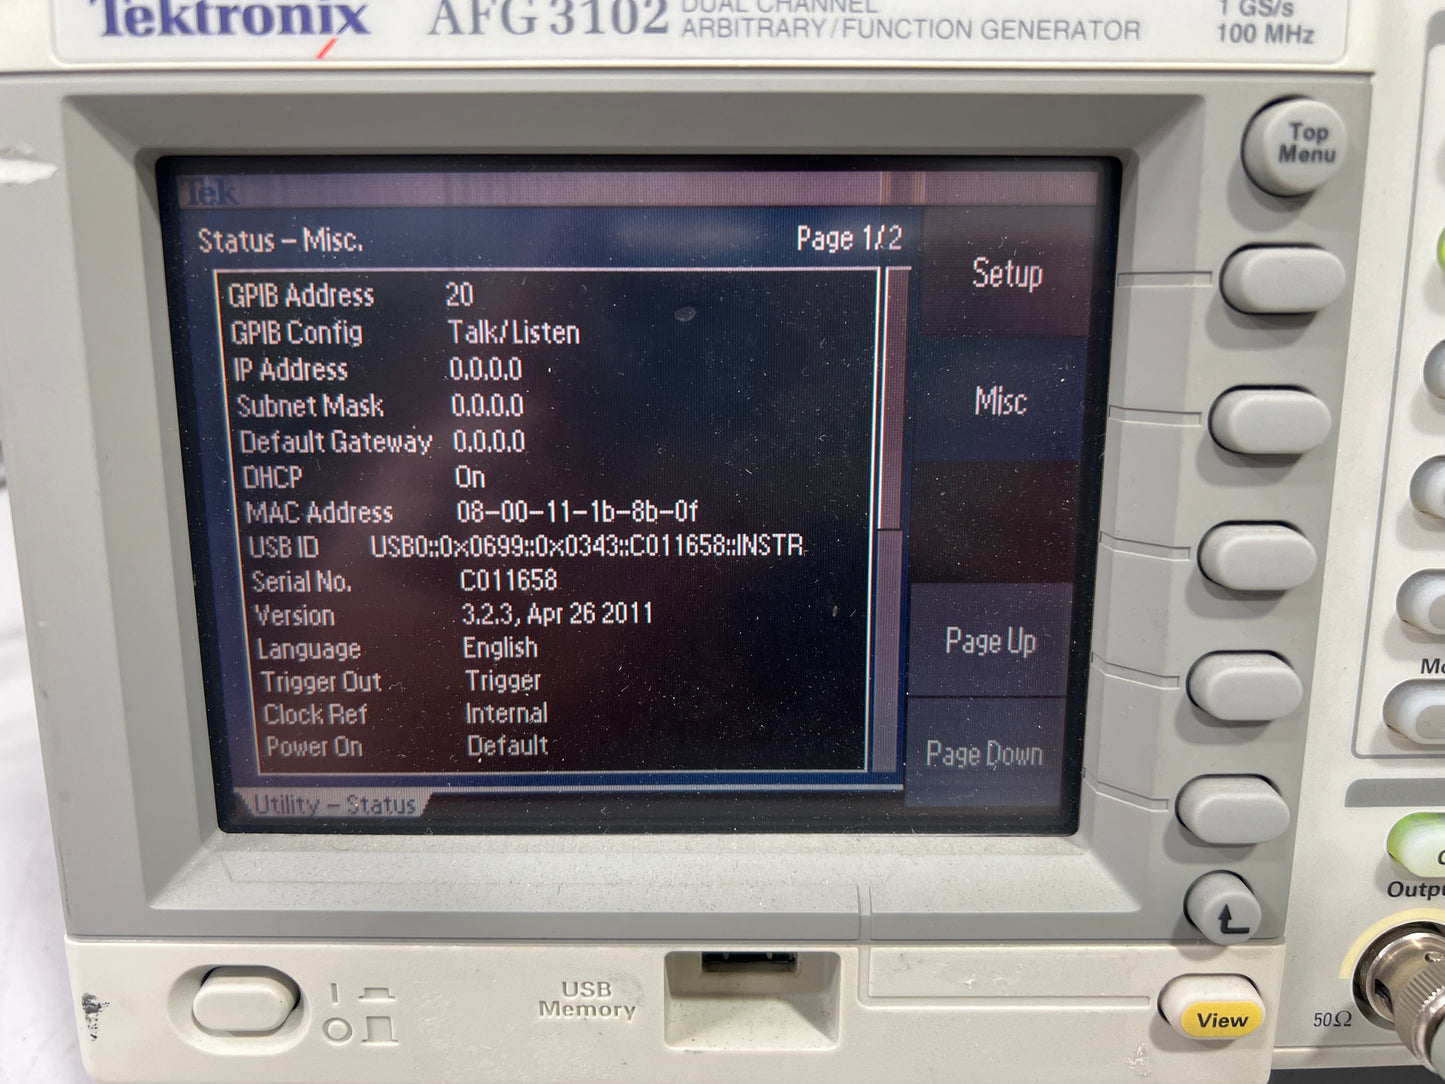 Tektronix AFG 3102 DUAL CHANNEL 1 GS/s
ARBITRARY/FUNCTION GENERATOR 100 MHz
Top
Menu
Tek
Status – Misc. Page 1/2
Setup
GPIB Address 20
GPIB Config Talk/Listen
IP Address 0.0.0.0
Misc
Subnet Mask 0.0.0.0
Default Gateway 0.0.0.0
DHCP On
MAC Address 08-00-11-1b-8b-0f
USB ID USB0::0x0699::0x0343::C011658::INSTR
Serial No. C011658
Version 3.2.3, Apr 26 2011
Language English
Page Up
Trigger Out Trigger
Clock Ref Internal
Power On Default
Page Down
Utility – Status
USB
Memory
View
50Ω